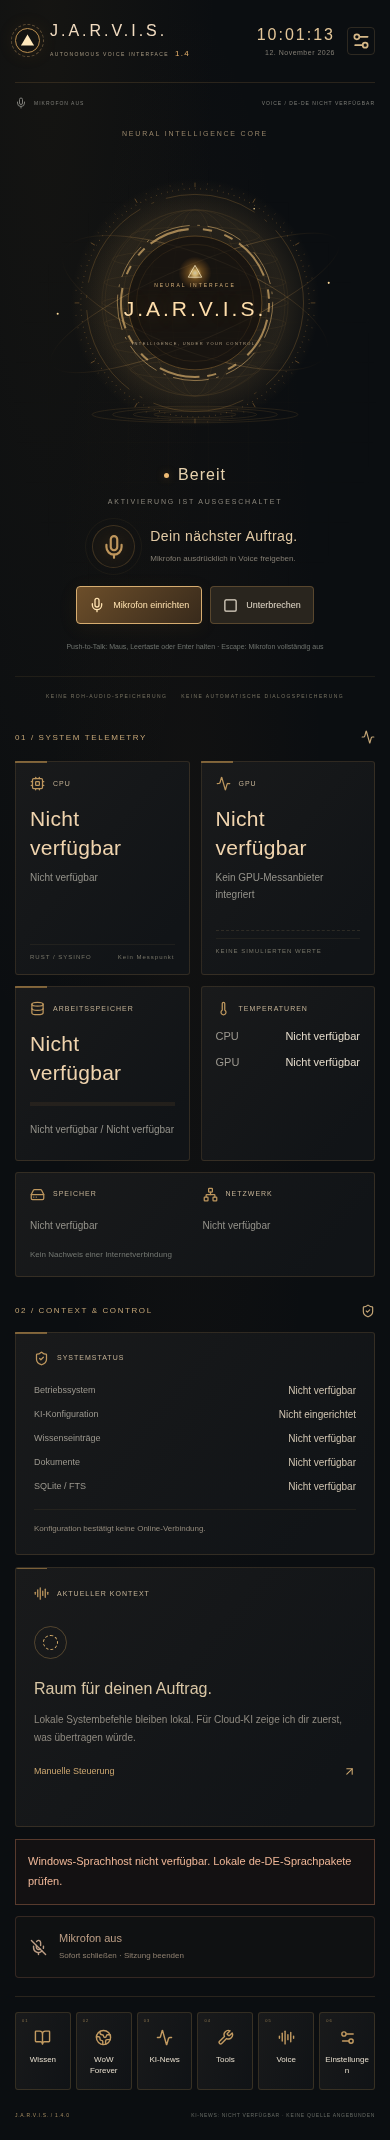 J.A.R.V.I.S.
AUTONOMOUS VOICE INTERFACE 1.4
10:01:13
12. November 2026
MIKROFON AUS
VOICE / DE-DE NICHT VERFÜGBAR
NEURAL INTELLIGENCE CORE
NEURAL INTERFACE
J.A.R.V.I.S.
INTELLIGENCE, UNDER YOUR CONTROL
Bereit
AKTIVIERUNG IST AUSGESCHALTET
Dein nächster Auftrag.
Mikrofon ausdrücklich in Voice freigeben.
Mikrofon einrichten
Unterbrechen
Push-to-Talk: Maus, Leertaste oder Enter halten · Escape: Mikrofon vollständig aus
KEINE ROH-AUDIO-SPEICHERUNG KEINE AUTOMATISCHE DIALOGSPEICHERUNG
01 / SYSTEM TELEMETRY
CPU
Nicht
verfügbar
Nicht verfügbar
RUST / SYSINFO
Kein Messpunkt
GPU
Nicht
verfügbar
Kein GPU-Messanbieter
integriert
KEINE SIMULIERTEN WERTE
ARBEITSSPEICHER
Nicht
verfügbar
Nicht verfügbar / Nicht verfügbar
TEMPERATUREN
CPU Nicht verfügbar
GPU Nicht verfügbar
SPEICHER
Nicht verfügbar
NETZWERK
Nicht verfügbar
Kein Nachweis einer Internetverbindung
02 / CONTEXT & CONTROL
SYSTEMSTATUS
Betriebssystem Nicht verfügbar
KI-Konfiguration Nicht eingerichtet
Wissenseinträge Nicht verfügbar
Dokumente Nicht verfügbar
SQLite / FTS Nicht verfügbar
Konfiguration bestätigt keine Online-Verbindung.
AKTUELLER KONTEXT
Raum für deinen Auftrag.
Lokale Systembefehle bleiben lokal. Für Cloud-KI zeige ich dir zuerst,
was übertragen würde.
Manuelle Steuerung
Windows-Sprachhost nicht verfügbar. Lokale de-DE-Sprachpakete
prüfen.
Mikrofon aus
Sofort schließen · Sitzung beenden
01
Wissen
02
WoW
Forever
03
KI-News
04
Tools
05
Voice
06
Einstellunge
n
J.A.R.V.I.S. / 1.4.0
KI-NEWS: NICHT VERFÜGBAR · KEINE QUELLE ANGEBUNDEN